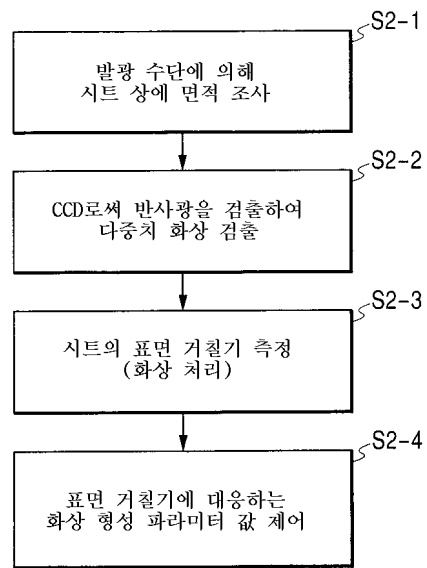 S2-1
발광 수단에 의해
시트 상에 면적 조사
S2-2
CCD로써 반사광을 검출하여
다중치 화상 검출
S2-3
시트의 표면 거칠기 측정
(화상 처리)
S2-4
표면 거칠기에 대응하는
화상 형성 파라미터 값 제어